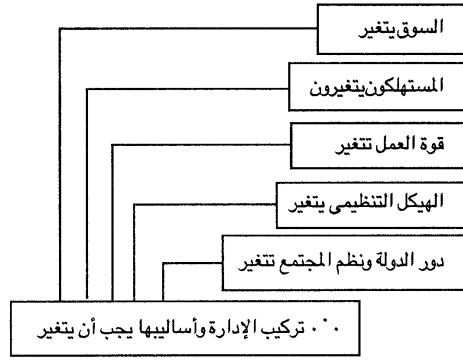 السوق يتغير
المستهلكون يتغيرون
قوة العمل تتغير
الهيكل التنظيمى يتغير
دور الدولة ونظم المجتمع تتغير
∴ تركيب الإدارة وأساليبها يجب أن يتغير